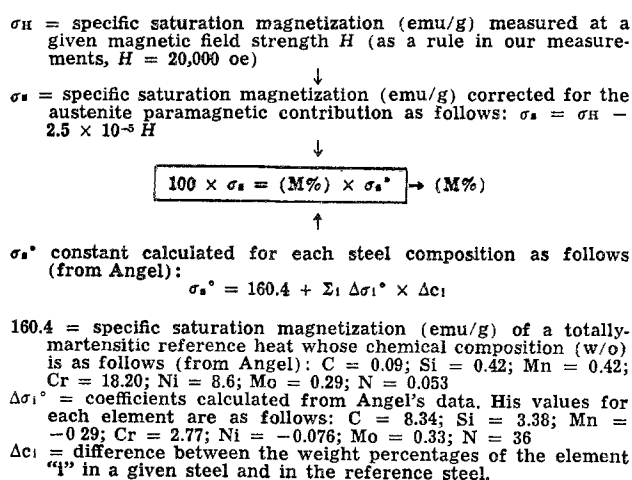 σH = specific saturation magnetization (emu/g) measured at a
given magnetic field strength H (as a rule in our measure-
ments, H = 20,000 oe)
↓
σs = specific saturation magnetization (emu/g) corrected for the
austenite paramagnetic contribution as follows: σs = σH −
2.5 × 10⁻⁵ H
↓
100 × σs = (M%) × σs° → (M%)
↑
σs° constant calculated for each steel composition as follows
(from Angel):
σs° = 160.4 + Σi Δσi° × Δci
160.4 = specific saturation magnetization (emu/g) of a totally-
martensitic reference heat whose chemical composition (w/o)
is as follows (from Angel): C = 0.09; Si = 0.42; Mn = 0.42;
Cr = 18.20; Ni = 8.6; Mo = 0.29; N = 0.053
Δσi° = coefficients calculated from Angel's data. His values for
each element are as follows: C = 8.34; Si = 3.38; Mn =
−0 29; Cr = 2.77; Ni = −0.076; Mo = 0.33; N = 36
Δci = difference between the weight percentages of the element
"i" in a given steel and in the reference steel.